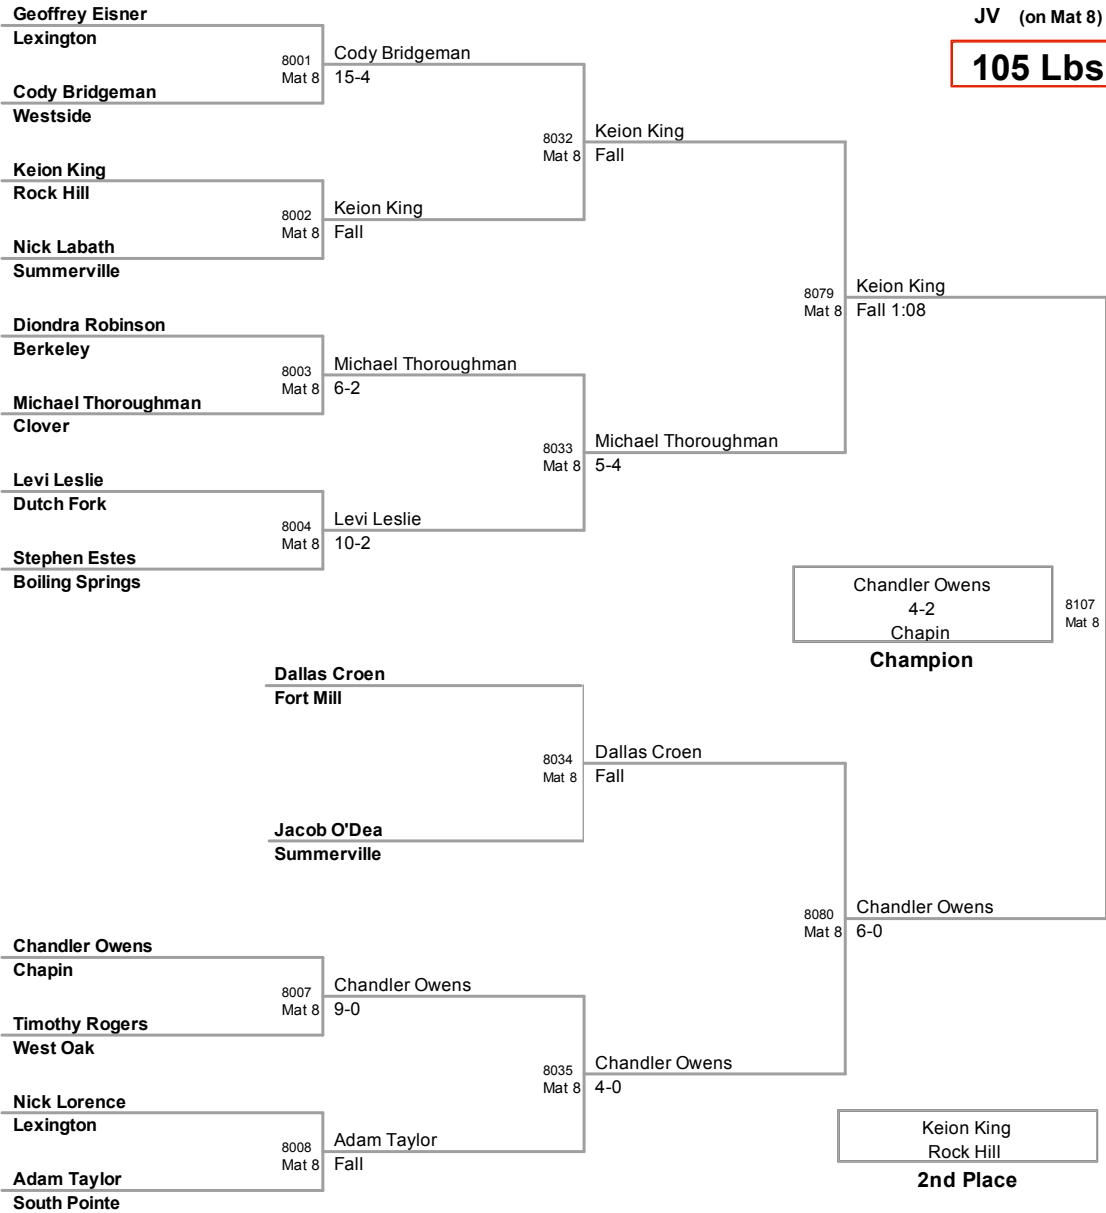 Geoffrey Eisner
Lexington
JV (on Mat 8)
105 Lbs
8001
Mat 8
Cody Bridgeman
15-4
Cody Bridgeman
Westside
8032
Mat 8
Keion King
Fall
Keion King
Rock Hill
8002
Mat 8
Keion King
Fall
Nick Labath
Summerville
8079
Mat 8
Keion King
Fall 1:08
Diondra Robinson
Berkeley
8003
Mat 8
Michael Thoroughman
6-2
Michael Thoroughman
Clover
8033
Mat 8
Michael Thoroughman
5-4
Levi Leslie
Dutch Fork
8004
Mat 8
Levi Leslie
10-2
Stephen Estes
Boiling Springs
Chandler Owens
4-2
Chapin
Champion
8107
Mat 8
Dallas Croen
Fort Mill
8034
Mat 8
Dallas Croen
Fall
Jacob O'Dea
Summerville
8080
Mat 8
Chandler Owens
6-0
Chandler Owens
Chapin
8007
Mat 8
Chandler Owens
9-0
Timothy Rogers
West Oak
8035
Mat 8
Chandler Owens
4-0
Nick Lorence
Lexington
8008
Mat 8
Adam Taylor
Fall
Adam Taylor
South Pointe
Keion King
Rock Hill
2nd Place